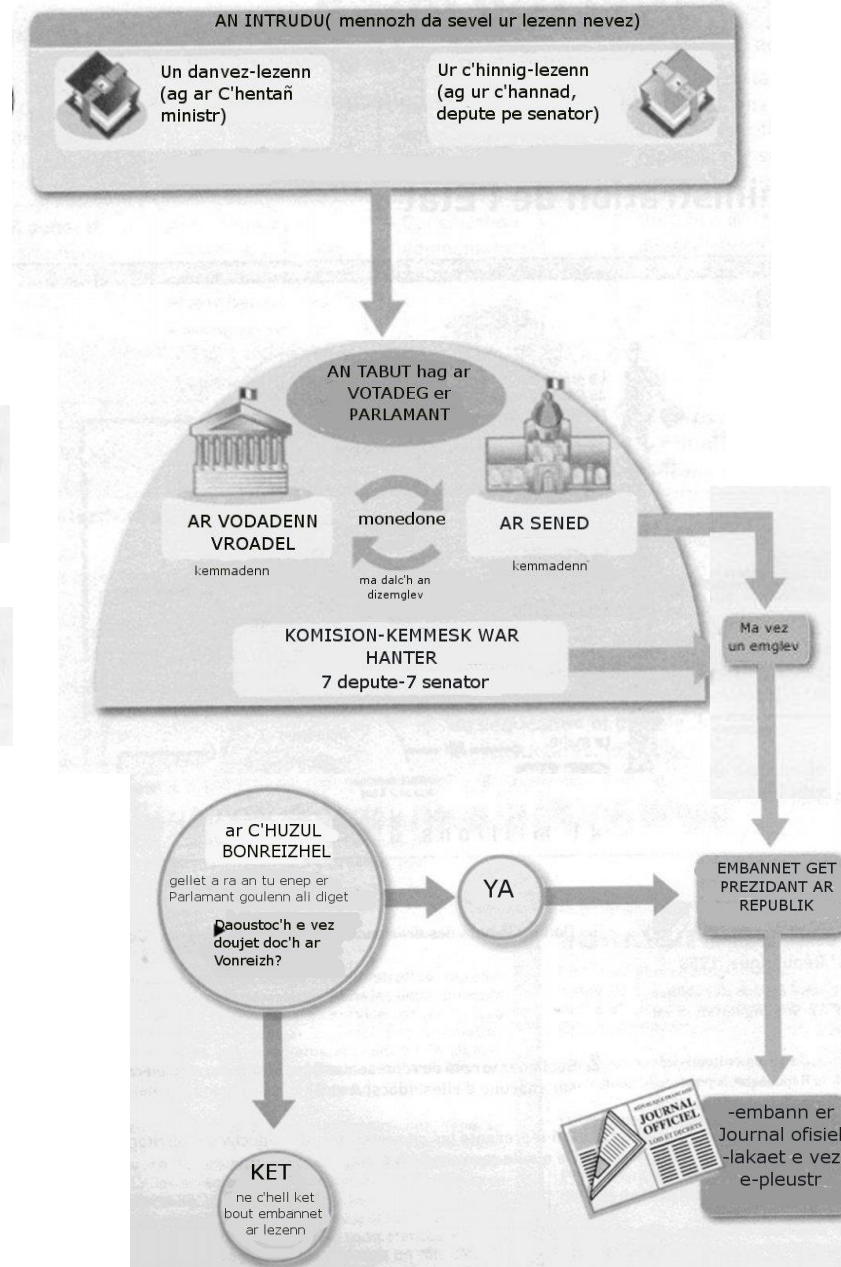 AN INTRUDU( mennozh da sevel ur lezenn nevez)
Un danvez-lezenn
(ag ar C'hentañ
ministr)
Ur c'hinnig-lezenn
(ag ur c'hannad,
depute pe senator)
AN TABUT hag ar
VOTADEG er
PARLAMANT
AR VODADENN
VROADEL
kemmadenn
monedone
ma dalc'h an
dizemglev
AR SENED
kemmadenn
KOMISION-KEMMESK WAR
HANTER
7 depute-7 senator
Ma vez
un emglev
ar C'HUZUL
BONREIZHEL
gellet a ra an tu enep er
Parlamant goulenn ali diget
Daoustoc'h e vez
doujet doc'h ar
Vonreizh?
YA
EMBANNET GET
PREZIDANT AR
REPUBLIK
KET
ne c'hell ket
bout embannet
ar lezenn
RÉPUBLIQUE FRANÇAISE
JOURNAL
OFFICIEL
LOIS ET DECRETS
-embann er
Journal ofisiel
-lakaet e vez
e-pleustr